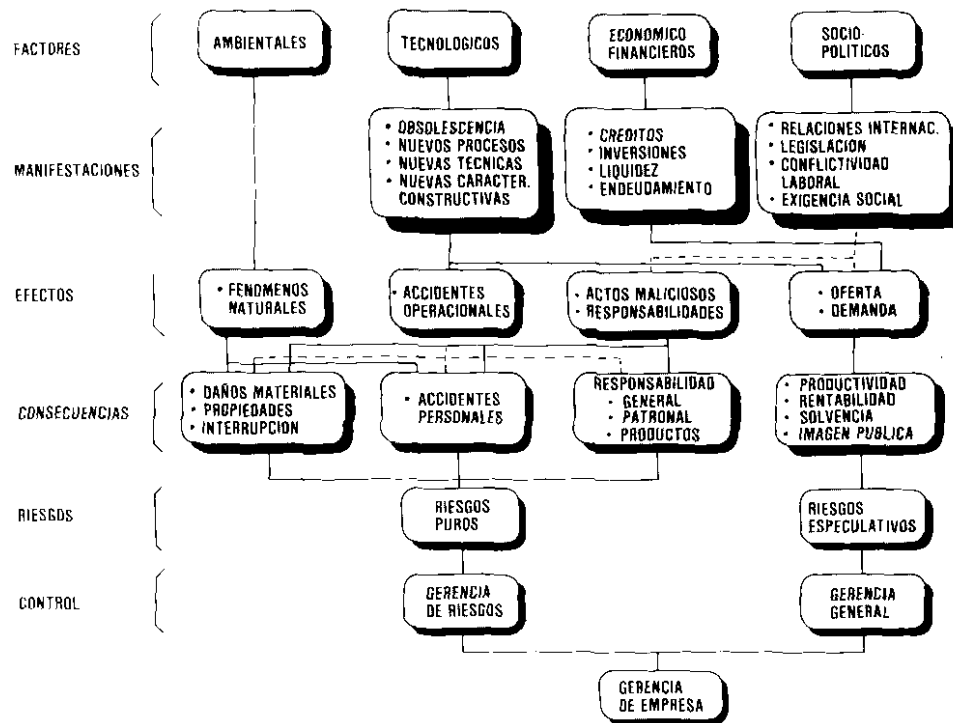 FACTORES
AMBIENTALES
TECNOLOGICOS
ECONOMICO
FINANCIEROS
SOCIO-
POLITICOS
MANIFESTACIONES
• OBSOLESCENCIA
• NUEVOS PROCESOS
• NUEVAS TECNICAS
• NUEVAS CARACTER.
CONSTRUCTIVAS
• CREDITOS
• INVERSIONES
• LIQUIDEZ
• ENDEUDAMIENTO
• RELACIONES INTERNAC.
• LEGISLACION
• CONFLICTIVIDAD
LABORAL
• EXIGENCIA SOCIAL
EFECTOS
• FENOMENOS
NATURALES
• ACCIDENTES
OPERACIONALES
• ACTOS MALICIOSOS
• RESPONSABILIDADES
• OFERTA
• DEMANDA
CONSECUENCIAS
• DAÑOS MATERIALES
• PROPIEDADES
• INTERRUPCION
• ACCIDENTES
PERSONALES
RESPONSABILIDAD
• GENERAL
• PATRONAL
• PRODUCTOS
• PRODUCTIVIDAD
• RENTABILIDAD
• SOLVENCIA
• IMAGEN PUBLICA
RIESGOS
RIESGOS
PUROS
RIESGOS
ESPECULATIVOS
CONTROL
GERENCIA
DE RIESGOS
GERENCIA
GENERAL
GERENCIA
DE EMPRESA